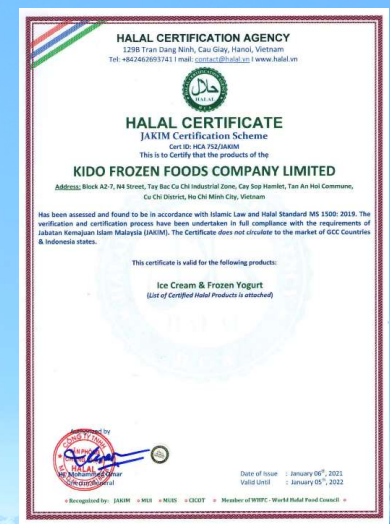 HALAL CERTIFICATION AGENCY
129B Tran Dang Ninh, Cau Giay, Hanoi, Vietnam
Tel: +842462693741 I mail: contact@halal.vn I www.halal.vn
HALAL
HALAL CERTIFICATE
JAKIM Certification Scheme
Cert ID: HCA 752/JAKIM
This is to Certify that the products of the
KIDO FROZEN FOODS COMPANY LIMITED
Address: Block A2-7, N4 Street, Tay Bac Cu Chi Industrial Zone, Cay Sop Hamlet, Tan An Hoi Commune,
Cu Chi District, Ho Chi Minh City, Vietnam
Has been assessed and found to be in accordance with Islamic Law and Halal Standard MS 1500: 2019. The
verification and certification process have been undertaken in full compliance with the requirements of
Jabatan Kemajuan Islam Malaysia (JAKIM). The Certificate does not circulate to the market of GCC Countries
& Indonesia states.
This certificate is valid for the following products:
Ice Cream & Frozen Yogurt
(List of Certified Halal Products is attached)
by
HALAL
Mohammed Omar
Date of Issue : January 06th, 2021
Valid Until : January 05th, 2022
Recognized by: JAKIM MUI MUIS CICOT Member of WHFC - World Halal Food Council